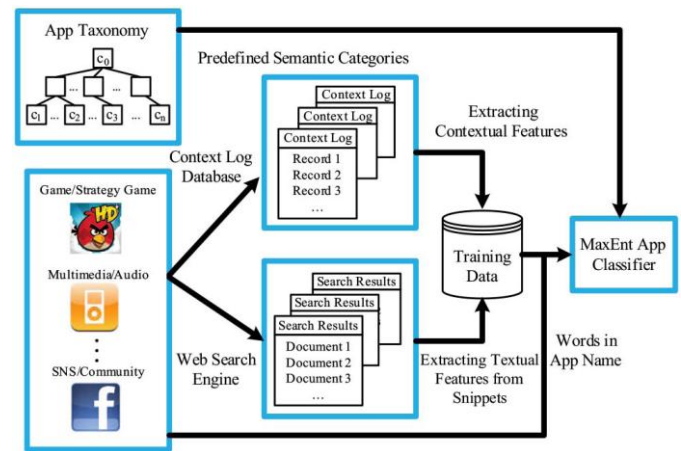 App Taxonomy
c0
... ... ...
c1 ... c2 ... c3 ... cn
Predefined Semantic Categories
Context Log
Context Log
Context Log
Record 1
Record 2
Record 3
...
Extracting
Contextual Features
Context Log
Database
Game/Strategy Game
HD
Multimedia/Audio
SNS/Community
f
Web Search
Engine
Search Results
Search Results
Search Results
Document 1
Document 2
Document 3
...
Training
Data
Extracting Textual
Features from
Snippets
Words in
App Name
MaxEnt App
Classifier